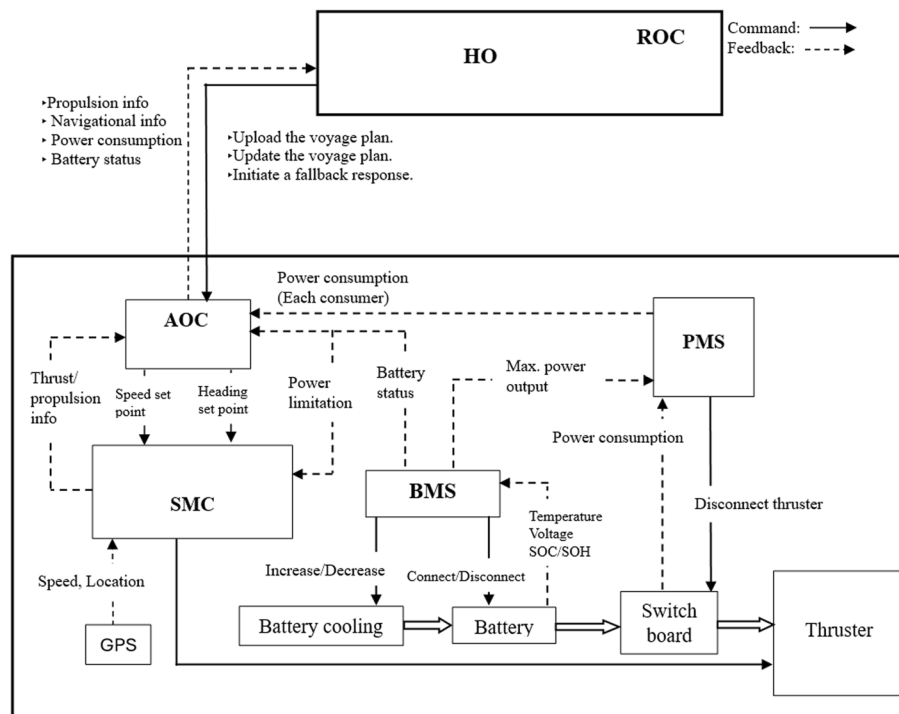 ROC
HO
Command:
Feedback:
‣Propulsion info
‣ Navigational info
‣ Power consumption
‣ Battery status
‣Upload the voyage plan.
‣Update the voyage plan.
‣Initiate a fallback response.
Power consumption
(Each consumer)
AOC
PMS
Thrust/
propulsion
info
Speed set
point
Heading
set point
Power
limitation
Battery
status
Max. power
output
Power consumption
SMC
BMS
Disconnect thruster
Temperature
Voltage
SOC/SOH
Speed, Location
Increase/Decrease
Connect/Disconnect
GPS
Battery cooling
Battery
Switch
board
Thruster